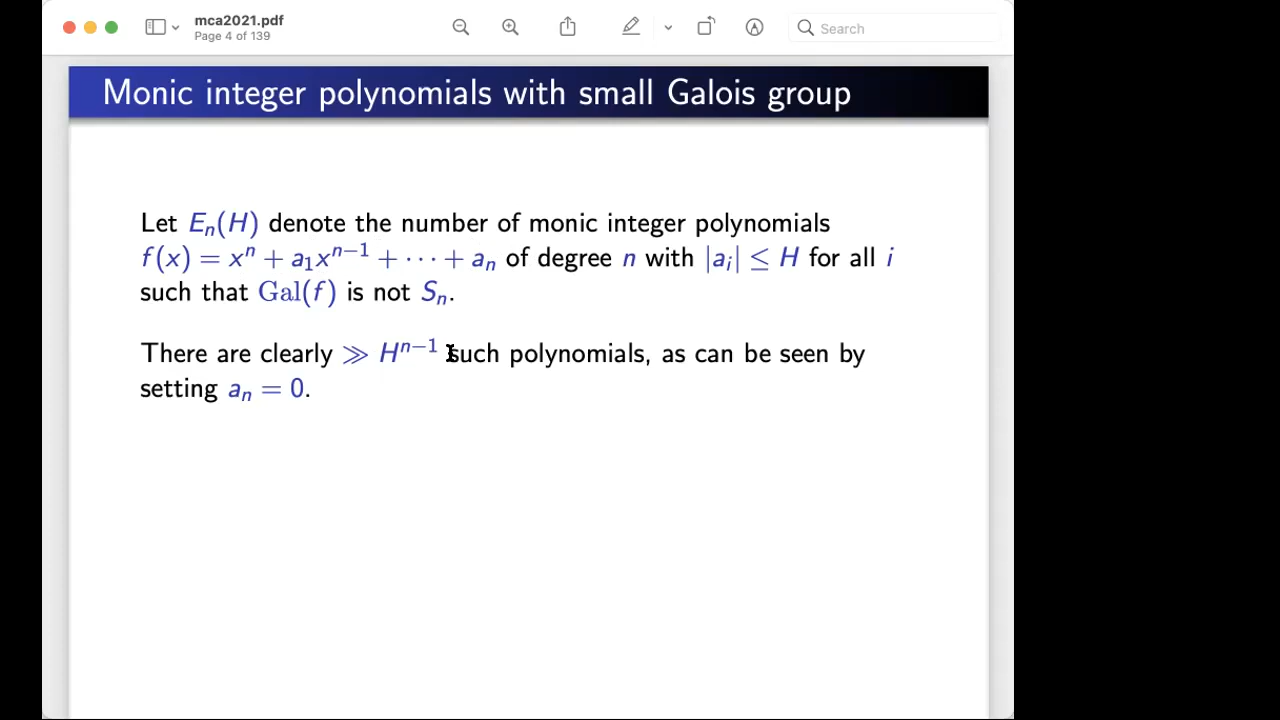 mca2021.pdf
Page 4 of 139
Search
Monic integer polynomials with small Galois group
Let Eₙ(H) denote the number of monic integer polynomials
f(x) = xⁿ + a₁xⁿ⁻¹ + ⋯ + aₙ of degree n with |aᵢ| ≤ H for all i
such that Gal(f) is not Sₙ.
There are clearly ≫ Hⁿ⁻¹ such polynomials, as can be seen by
setting aₙ = 0.